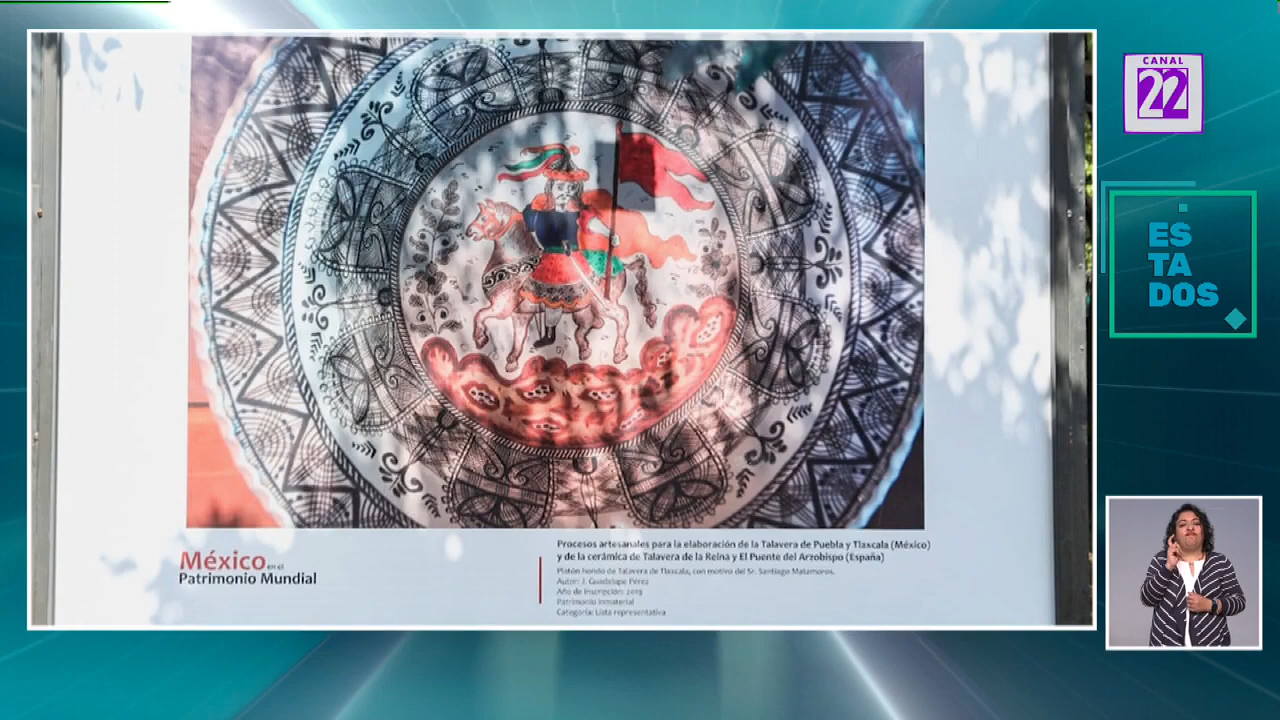 CANAL
22
ES
TA
DOS
México en el
Patrimonio Mundial
Procesos artesanales para la elaboración de la Talavera de Puebla y Tlaxcala (México)
y de la cerámica de Talavera de la Reina y El Puente del Arzobispo (España)
Platón hondo de Talavera de Tlaxcala, con motivo del Sr. Santiago Matamoros.
Autor: J. Guadalupe Pérez
Año de inscripción: 2019
Patrimonio Inmaterial
Categoría: Lista representativa